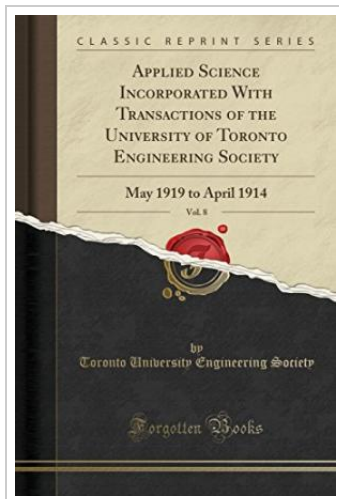 CLASSIC REPRINT SERIES
APPLIED SCIENCE
INCORPORATED WITH
TRANSACTIONS OF THE
UNIVERSITY OF TORONTO
ENGINEERING SOCIETY
May 1919 to April 1914
Vol. 8
by
Toronto University Engineering Society
Forgotten Books